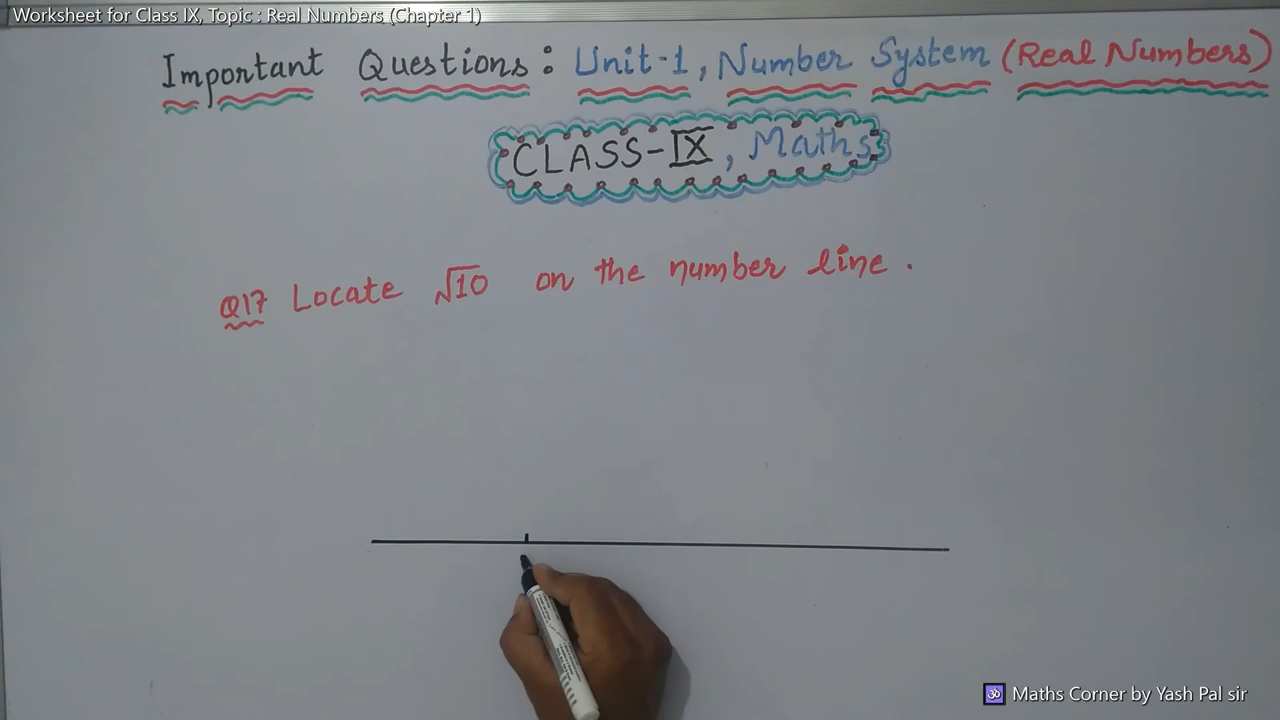 Worksheet for Class IX, Topic : Real Numbers (Chapter 1)
Important Questions : Unit-1, Number System (Real Numbers)
CLASS-IX, Maths
Q17 Locate √10 on the number line.
ॐ Maths Corner by Yash Pal sir